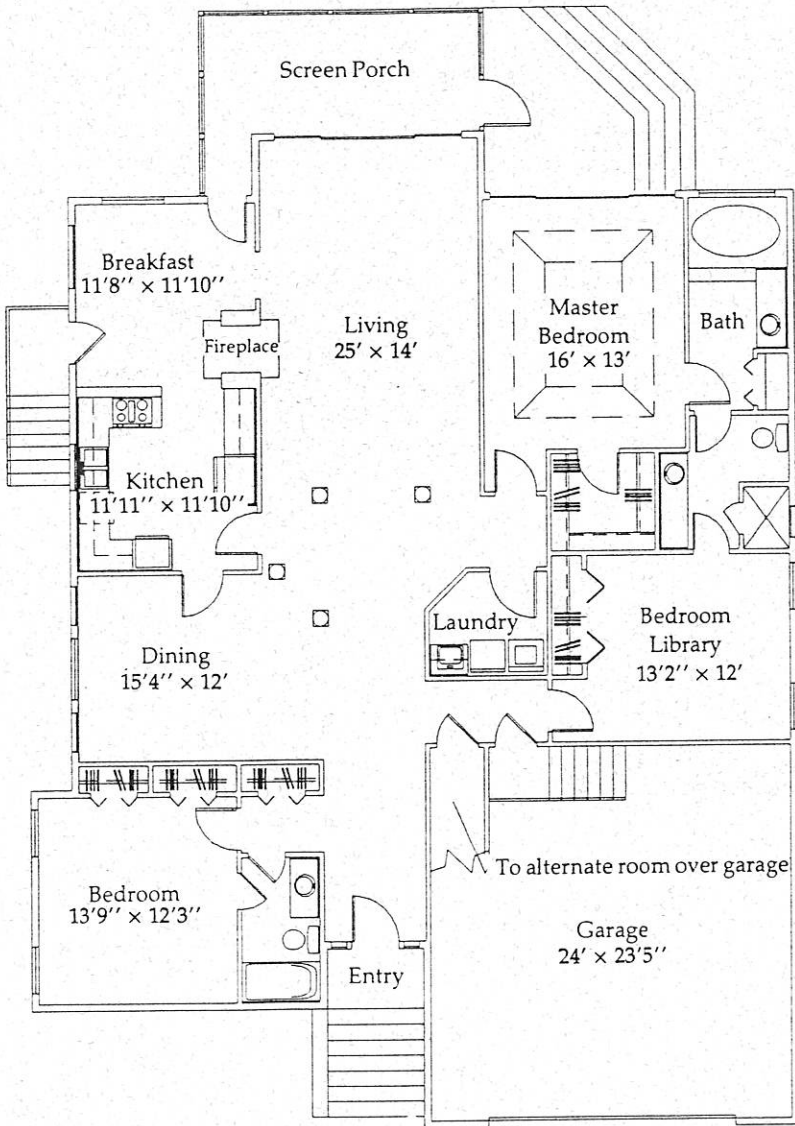 Screen Porch
Breakfast
11'8'' × 11'10''
Fireplace
Living
25' × 14'
Master
Bedroom
16' × 13'
Bath
Kitchen
11'11'' × 11'10''
Laundry
Bedroom
Library
13'2'' × 12'
Dining
15'4'' × 12'
To alternate room over garage
Bedroom
13'9'' × 12'3''
Garage
24' × 23'5''
Entry